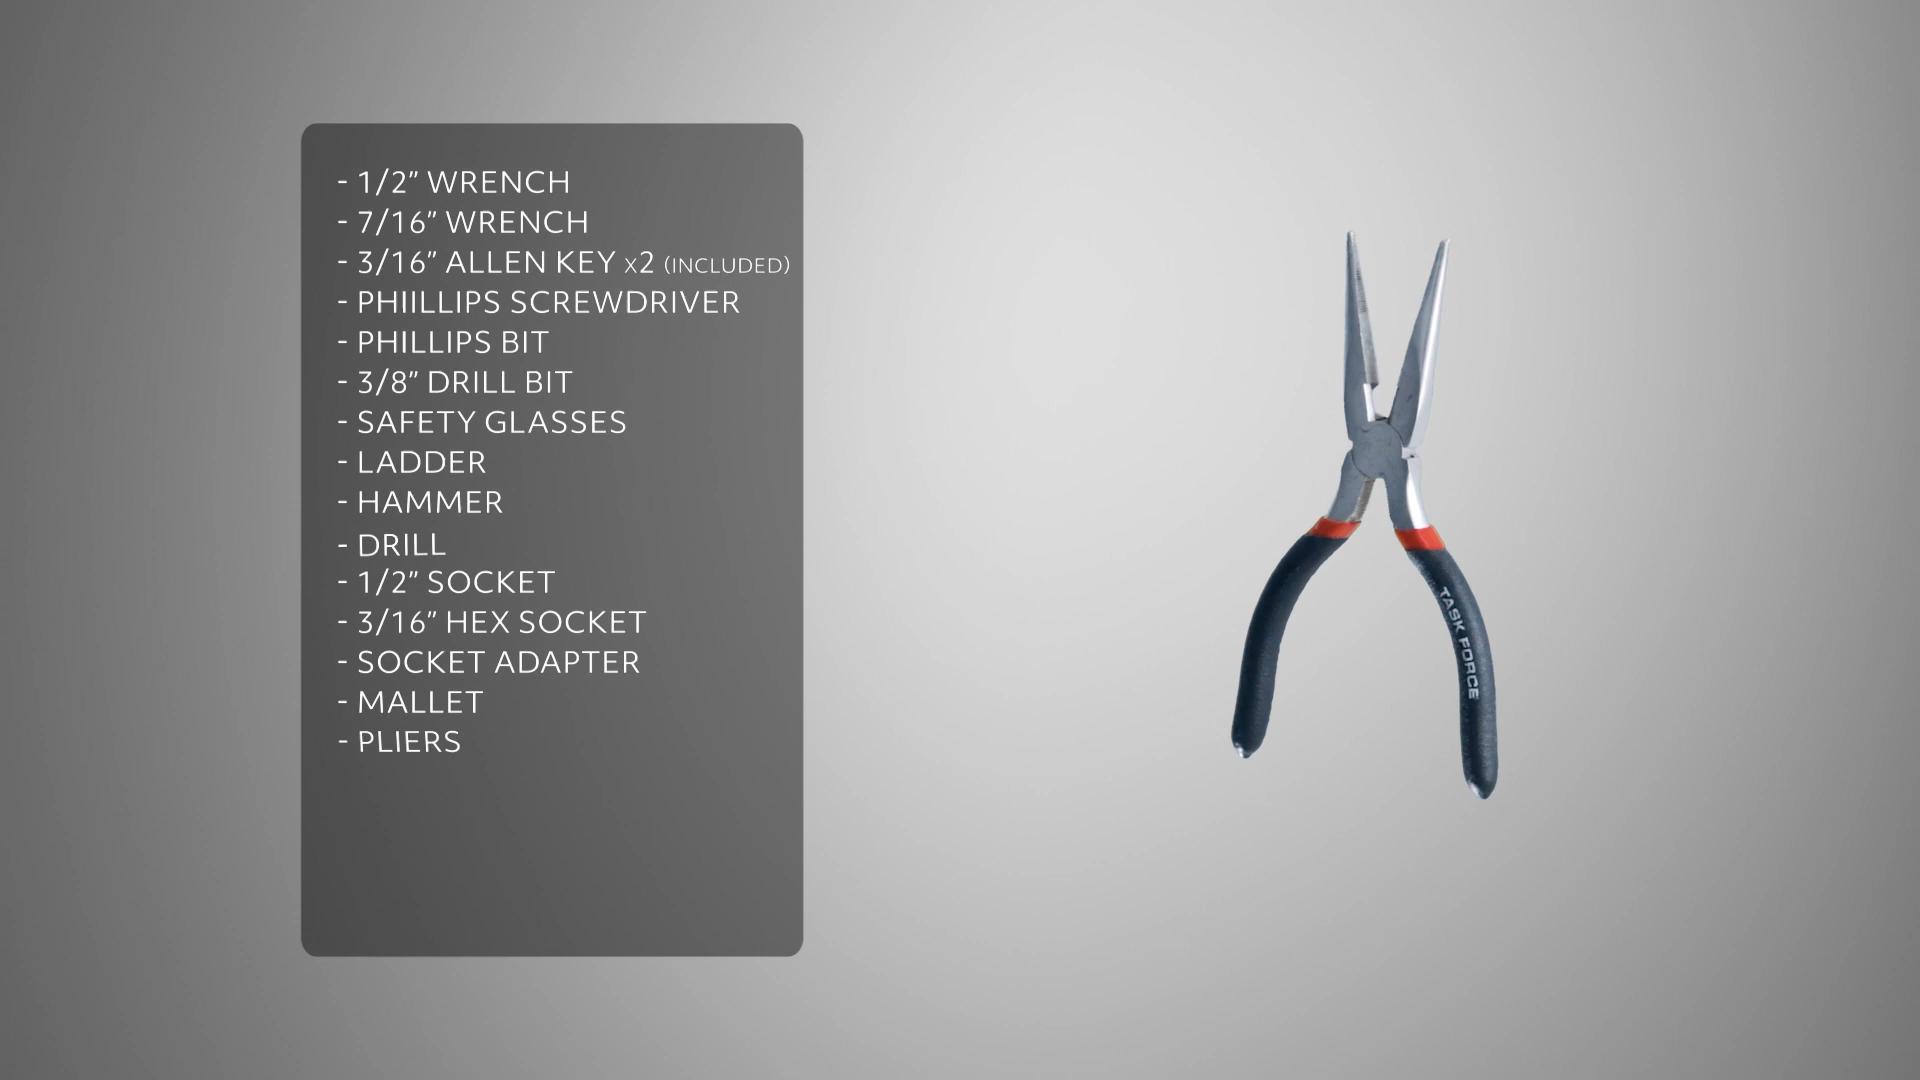 - 1/2" WRENCH
- 7/16" WRENCH
- 3/16" ALLEN KEY x2 (INCLUDED)
- PHIILLIPS SCREWDRIVER
- PHILLIPS BIT
- 3/8" DRILL BIT
- SAFETY GLASSES
- LADDER
- HAMMER
- DRILL
- 1/2" SOCKET
- 3/16" HEX SOCKET
- SOCKET ADAPTER
- MALLET
- PLIERS
TASK FORCE